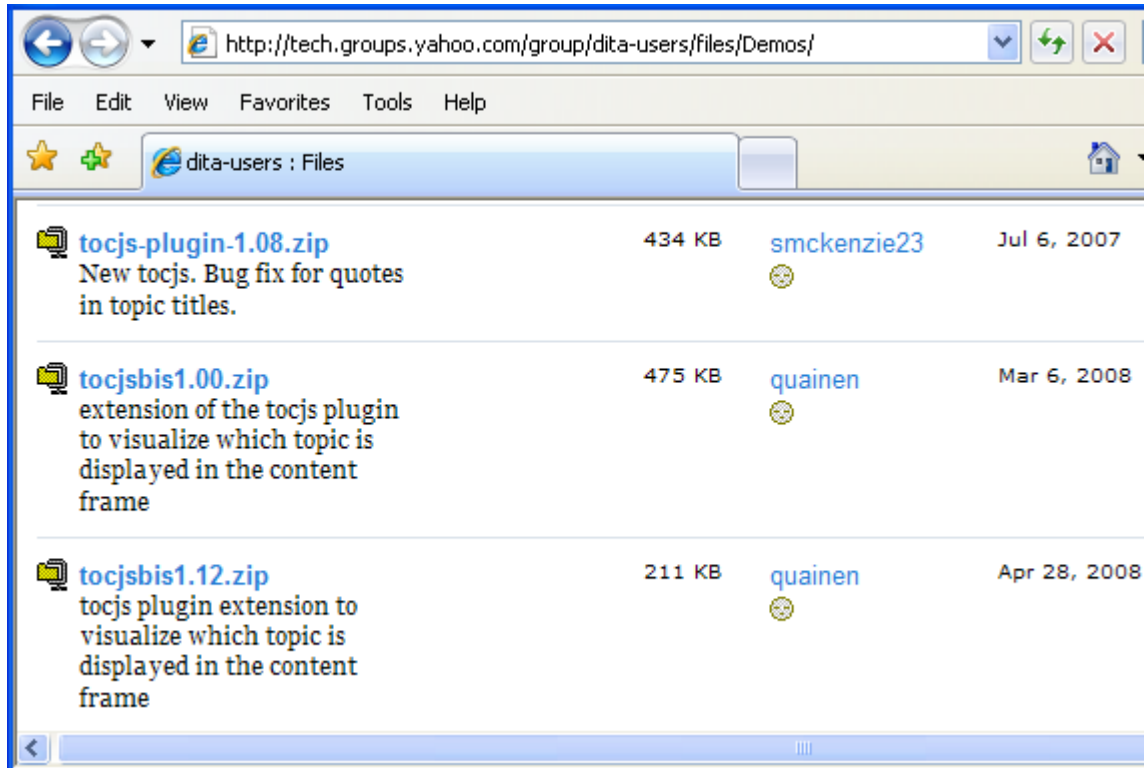 http://tech.groups.yahoo.com/group/dita-users/files/Demos/
File Edit View Favorites Tools Help
dita-users : Files
tocjs-plugin-1.08.zip 434 KB smckenzie23 Jul 6, 2007
New tocjs. Bug fix for quotes
in topic titles.
tocjsbis1.00.zip 475 KB quainen Mar 6, 2008
extension of the tocjs plugin
to visualize which topic is
displayed in the content
frame
tocjsbis1.12.zip 211 KB quainen Apr 28, 2008
tocjs plugin extension to
visualize which topic is
displayed in the content
frame